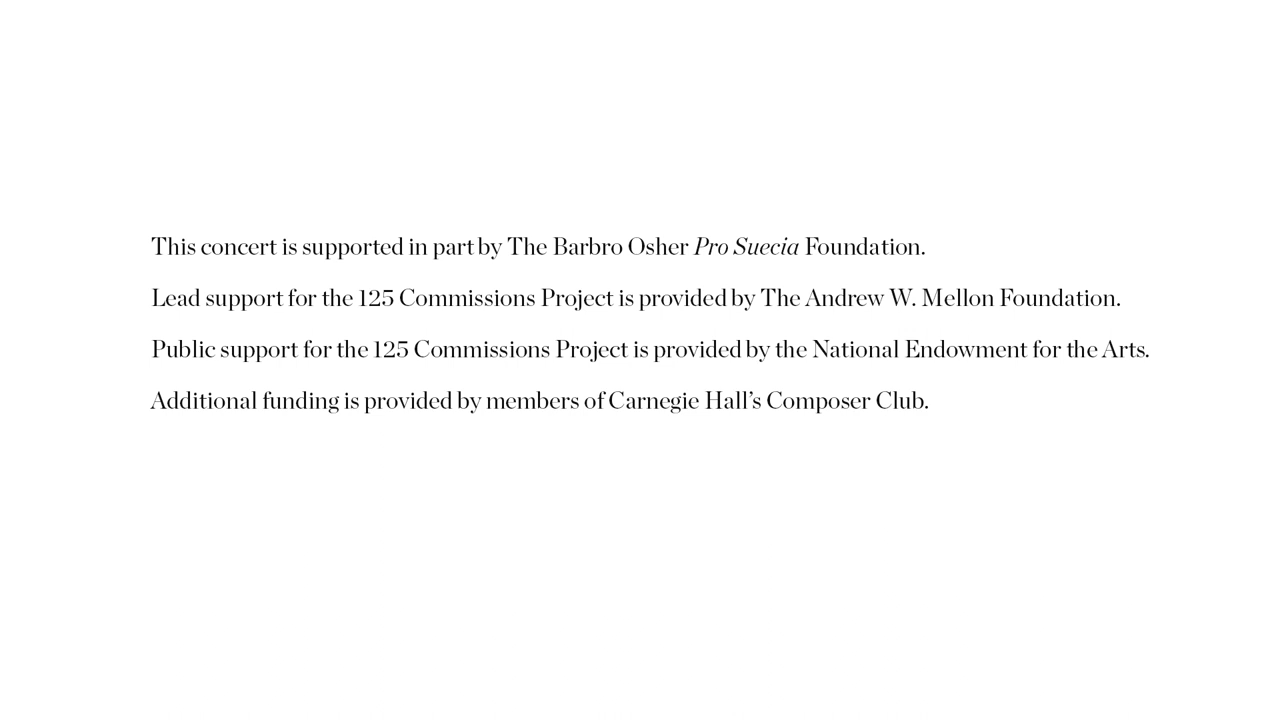 This concert is supported in part by The Barbro Osher Pro Suecia Foundation.
Lead support for the 125 Commissions Project is provided by The Andrew W. Mellon Foundation.
Public support for the 125 Commissions Project is provided by the National Endowment for the Arts.
Additional funding is provided by members of Carnegie Hall’s Composer Club.